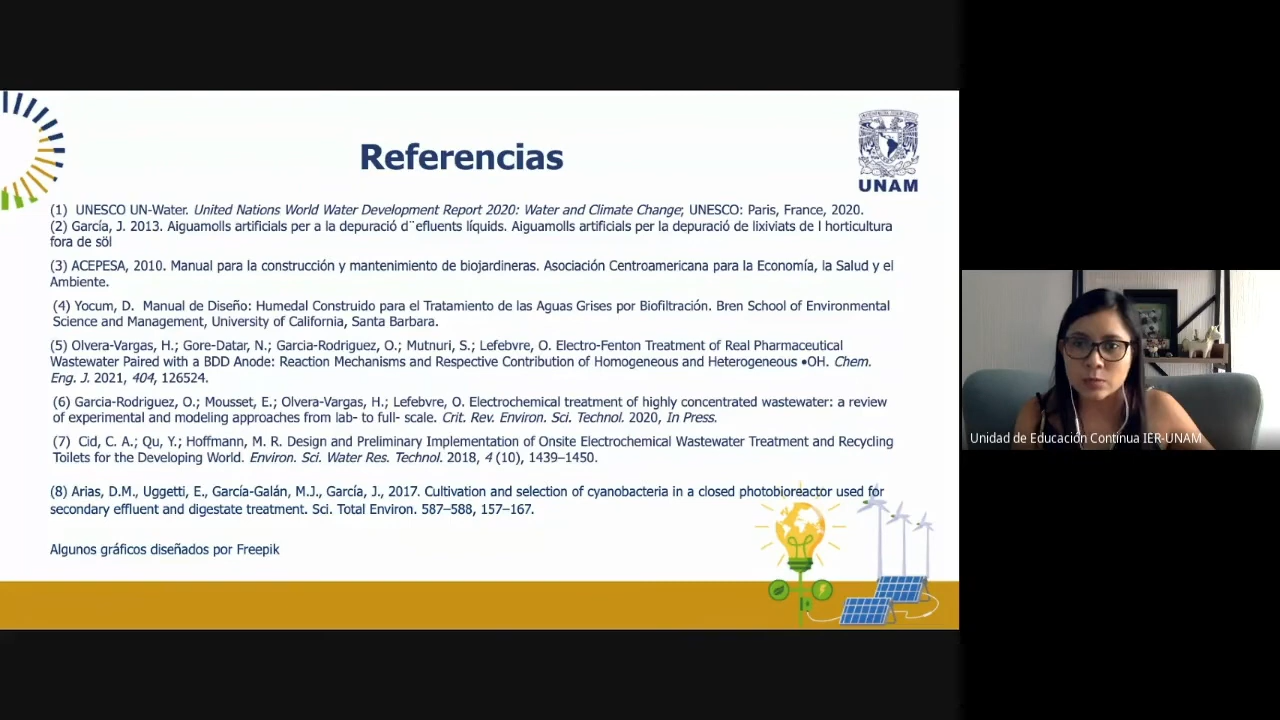 Referencias
UNAM
(1) UNESCO UN-Water. United Nations World Water Development Report 2020: Water and Climate Change; UNESCO: Paris, France, 2020.
(2) García, J. 2013. Aiguamolls artificials per a la depuració d¨efluents líquids. Aiguamolls artificials per la depuració de lixiviats de l horticultura
fora de söl
(3) ACEPESA, 2010. Manual para la construcción y mantenimiento de biojardineras. Asociación Centroamericana para la Economía, la Salud y el
Ambiente.
(4) Yocum, D. Manual de Diseño: Humedal Construido para el Tratamiento de las Aguas Grises por Biofiltración. Bren School of Environmental
Science and Management, University of California, Santa Barbara.
(5) Olvera-Vargas, H.; Gore-Datar, N.; Garcia-Rodriguez, O.; Mutnuri, S.; Lefebvre, O. Electro-Fenton Treatment of Real Pharmaceutical
Wastewater Paired with a BDD Anode: Reaction Mechanisms and Respective Contribution of Homogeneous and Heterogeneous •OH. Chem.
Eng. J. 2021, 404, 126524.
(6) Garcia-Rodriguez, O.; Mousset, E.; Olvera-Vargas, H.; Lefebvre, O. Electrochemical treatment of highly concentrated wastewater: a review
of experimental and modeling approaches from lab- to full- scale. Crit. Rev. Environ. Sci. Technol. 2020, In Press.
(7) Cid, C. A.; Qu, Y.; Hoffmann, M. R. Design and Preliminary Implementation of Onsite Electrochemical Wastewater Treatment and Recycling
Toilets for the Developing World. Environ. Sci. Water Res. Technol. 2018, 4 (10), 1439–1450.
(8) Arias, D.M., Uggetti, E., García-Galán, M.J., García, J., 2017. Cultivation and selection of cyanobacteria in a closed photobioreactor used for
secondary effluent and digestate treatment. Sci. Total Environ. 587–588, 157–167.
Algunos gráficos diseñados por Freepik
Unidad de Educación Continua IER-UNAM